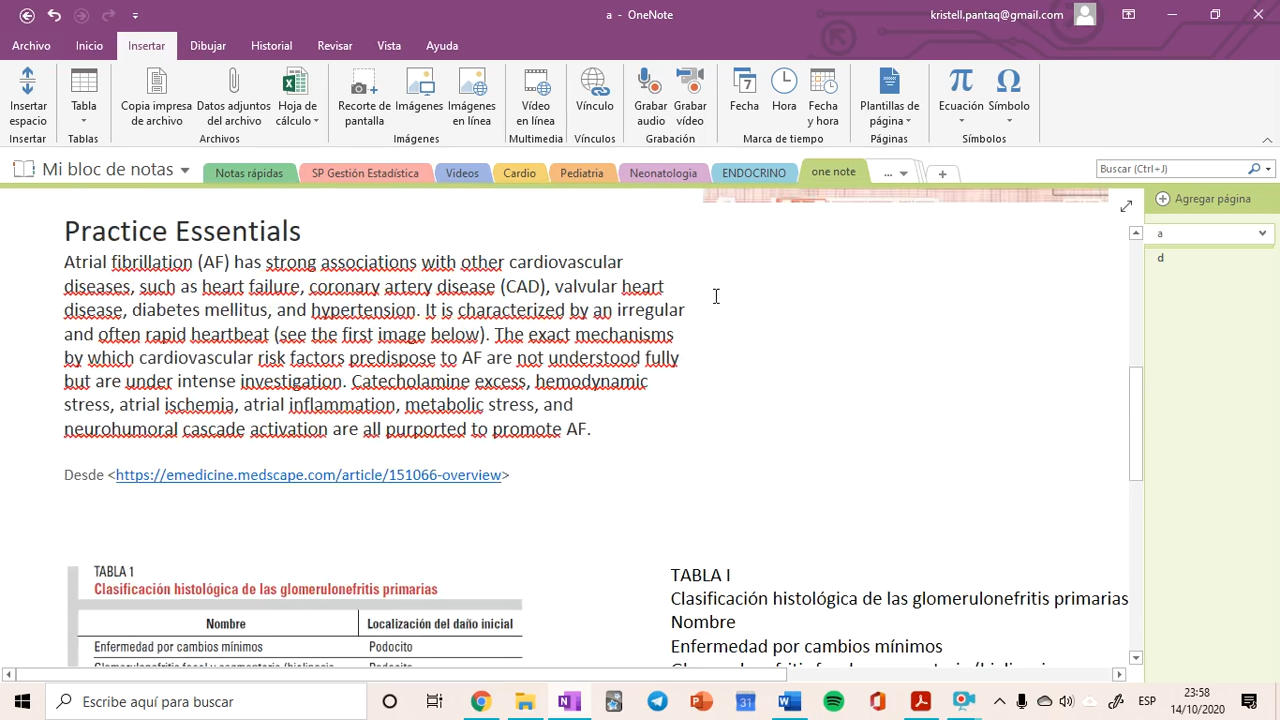 a - OneNote
kristell.pantaq@gmail.com
Archivo Inicio Insertar Dibujar Historial Revisar Vista Ayuda
Insertar espacio
Tabla
Copia impresa de archivo
Datos adjuntos del archivo
Hoja de cálculo
Recorte de pantalla
Imágenes
Imágenes en línea
Vídeo en línea
Vínculo
Grabar audio
Grabar vídeo
7
Fecha
Hora
Fecha y hora
Plantillas de página
π
Ecuación
Ω
Símbolo
Insertar Tablas Archivos Imágenes Multimedia Vínculos Grabación Marca de tiempo Páginas Símbolos
Mi bloc de notas Notas rápidas SP Gestión Estadística Videos Cardio Pediatria Neonatologia ENDOCRINO one note ... +
Buscar (Ctrl+J)
Agregar página
a
d
Practice Essentials
Atrial fibrillation (AF) has strong associations with other cardiovascular
diseases, such as heart failure, coronary artery disease (CAD), valvular heart
disease, diabetes mellitus, and hypertension. It is characterized by an irregular
and often rapid heartbeat (see the first image below). The exact mechanisms
by which cardiovascular risk factors predispose to AF are not understood fully
but are under intense investigation. Catecholamine excess, hemodynamic
stress, atrial ischemia, atrial inflammation, metabolic stress, and
neurohumoral cascade activation are all purported to promote AF.
Desde <https://emedicine.medscape.com/article/151066-overview>
TABLA 1
Clasificación histológica de las glomerulonefritis primarias
Nombre Localización del daño inicial
Enfermedad por cambios mínimos Podocito
TABLA I
Clasificación histológica de las glomerulonefritis primarias
Nombre
Enfermedad por cambios mínimos
Escribe aquí para buscar
31
ESP
23:58
14/10/2020